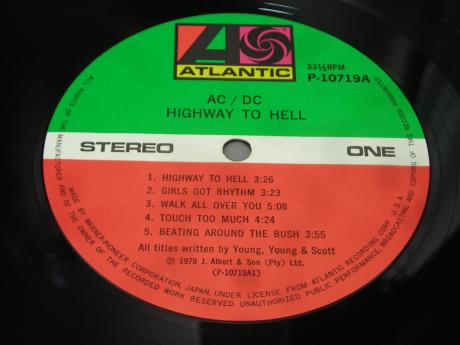 ATLANTIC
33⅓RPM
P-10719A
AC/DC
HIGHWAY TO HELL
STEREO
ONE
1. HIGHWAY TO HELL 3:26
2. GIRLS GOT RHYTHM 3:23
3. WALK ALL OVER YOU 5:08
4. TOUCH TOO MUCH 4:24
5. BEATING AROUND THE BUSH 3:55
All titles written by Young, Young & Scott
Ⓟ 1979 J. Albert & Son (Pty) Ltd.
(P-10719A1)
ALL RIGHTS OF THE MANUFACTURER AND OF THE OWNER OF THE RECORDED WORK RESERVED. UNAUTHORIZED PUBLIC PERFORMANCE, BROADCASTING AND COPYING OF THIS RECORD PROHIBITED
MADE BY WARNER-PIONEER CORPORATION, JAPAN, UNDER LICENSE FROM ATLANTIC RECORDING CORP., U.S.A.